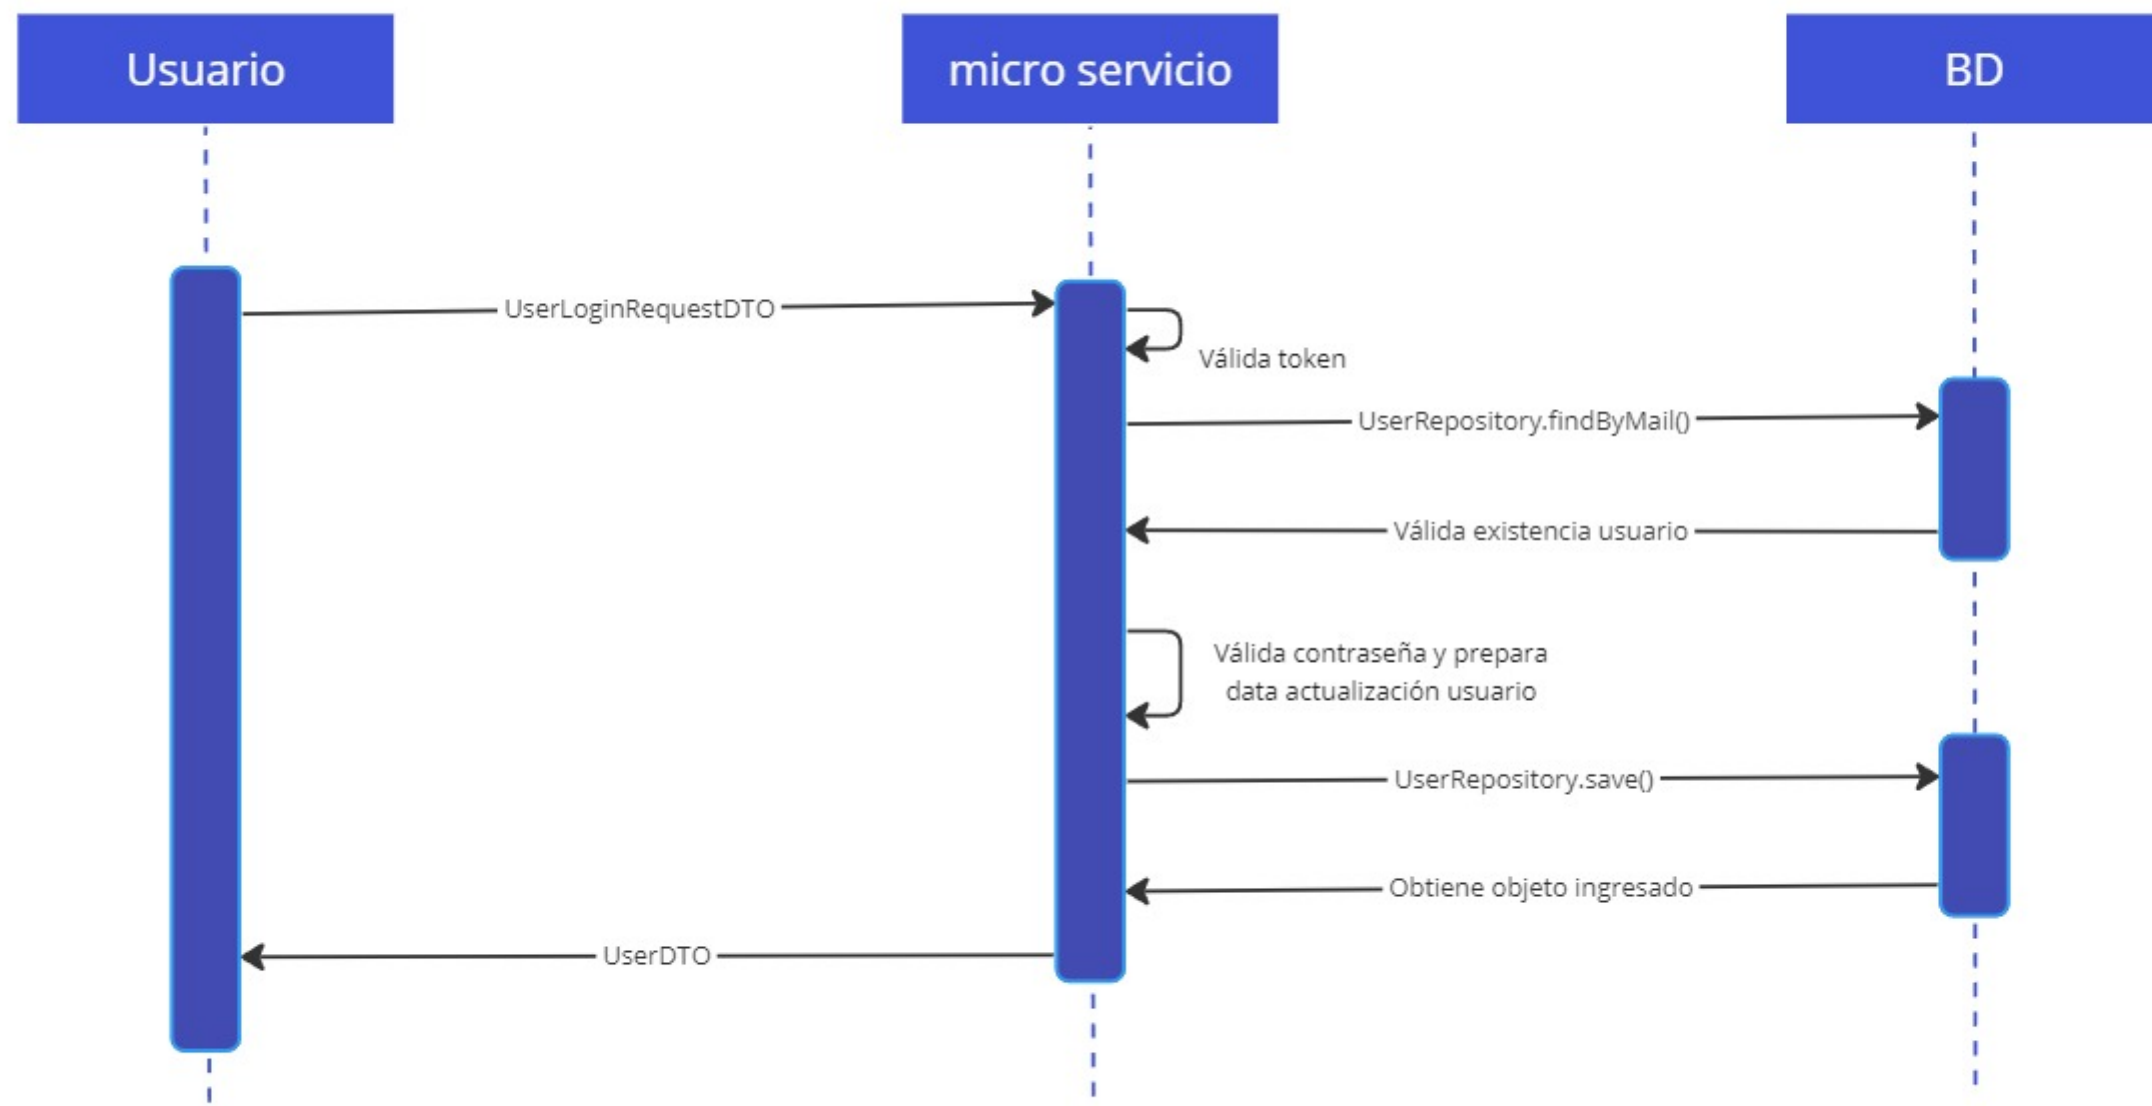 Usuario
micro servicio
BD
UserLoginRequestDTO
Válida token
UserRepository.findByMail()
Válida existencia usuario
Válida contraseña y prepara
data actualización usuario
UserRepository.save()
Obtiene objeto ingresado
UserDTO